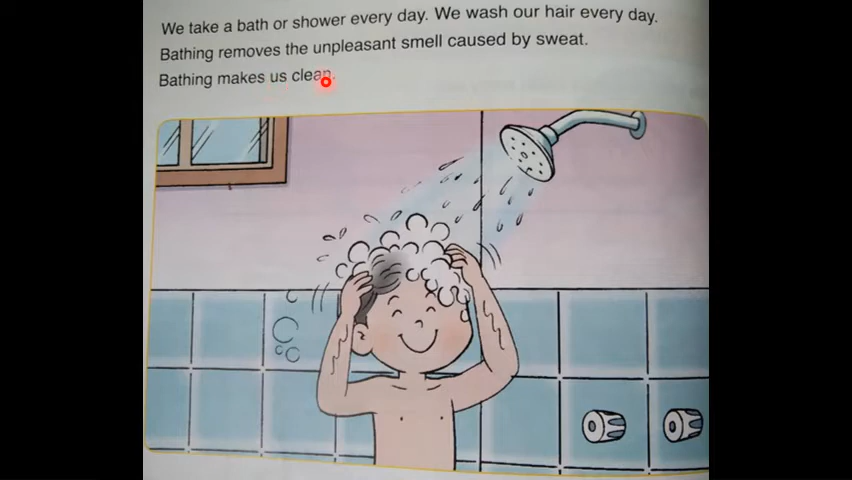 We take a bath or shower every day. We wash our hair every day.
Bathing removes the unpleasant smell caused by sweat.
Bathing makes us clean.